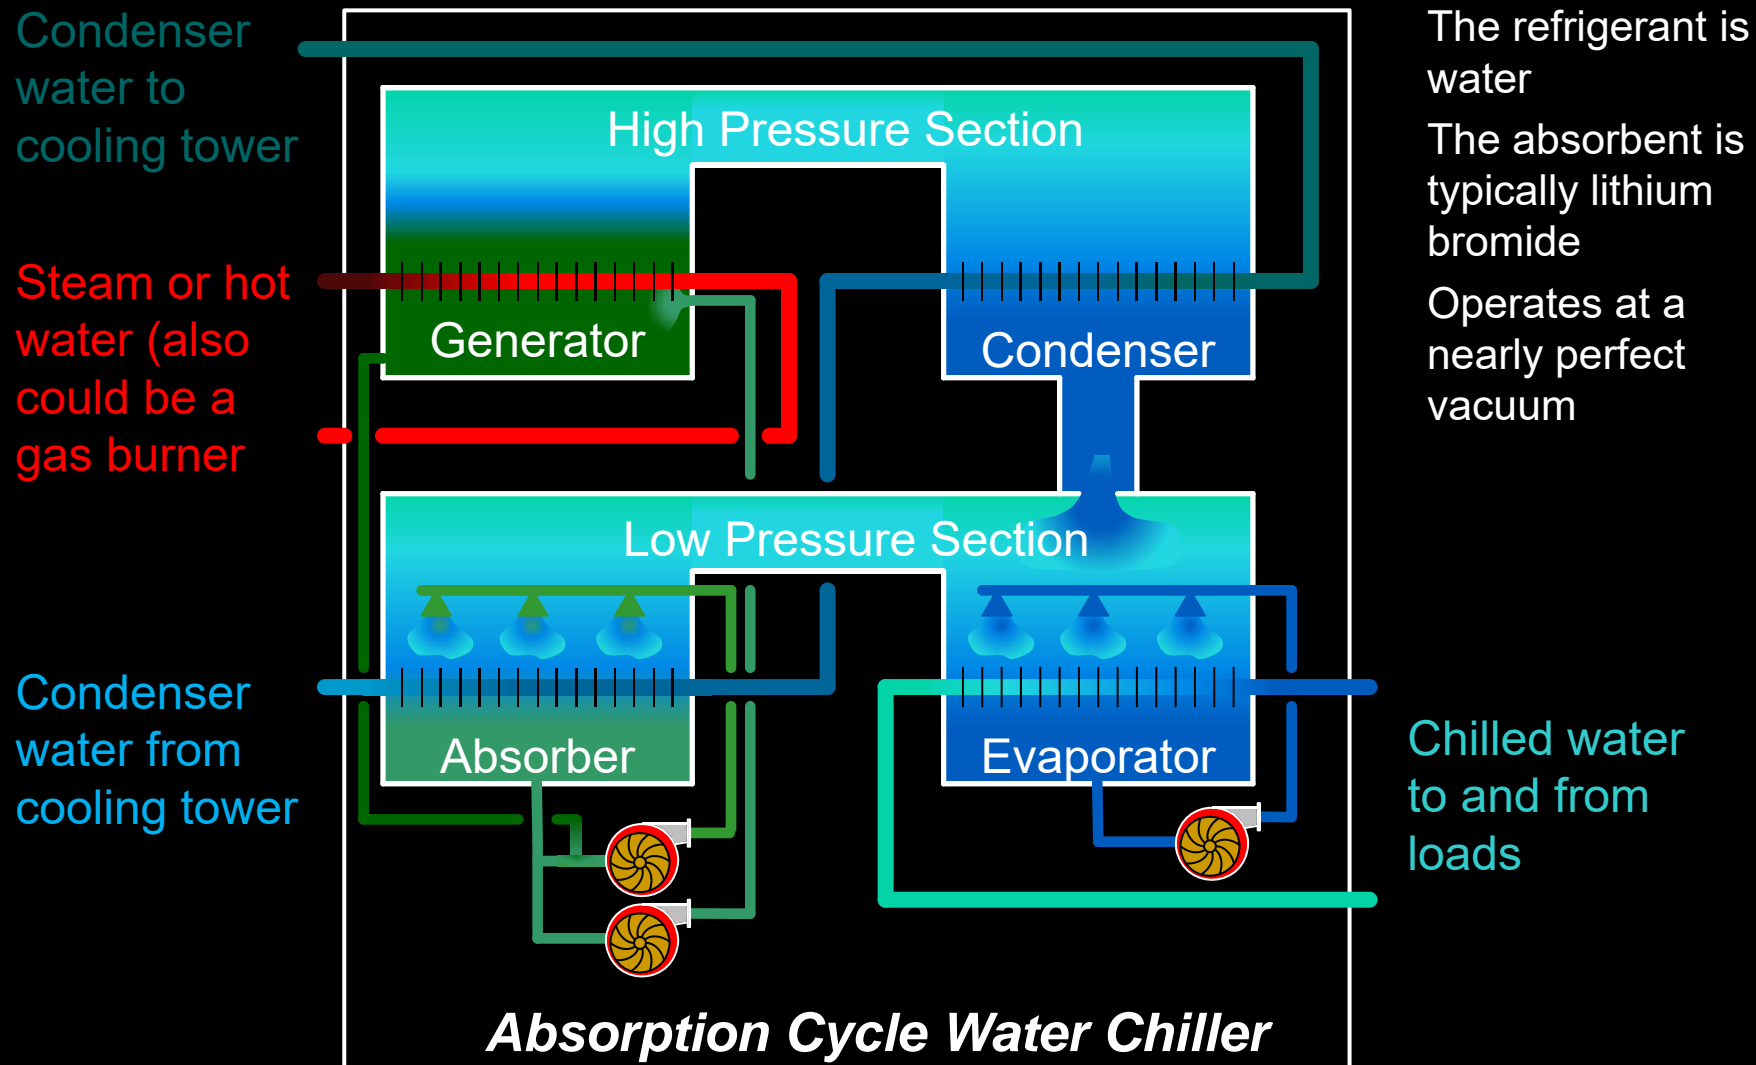 Condenser
water to
cooling tower
Steam or hot
water (also
could be a
gas burner
Condenser
water from
cooling tower
High Pressure Section
Generator
Condenser
Low Pressure Section
Absorber
Evaporator
Absorption Cycle Water Chiller
The refrigerant is
water
The absorbent is
typically lithium
bromide
Operates at a
nearly perfect
vacuum
Chilled water
to and from
loads